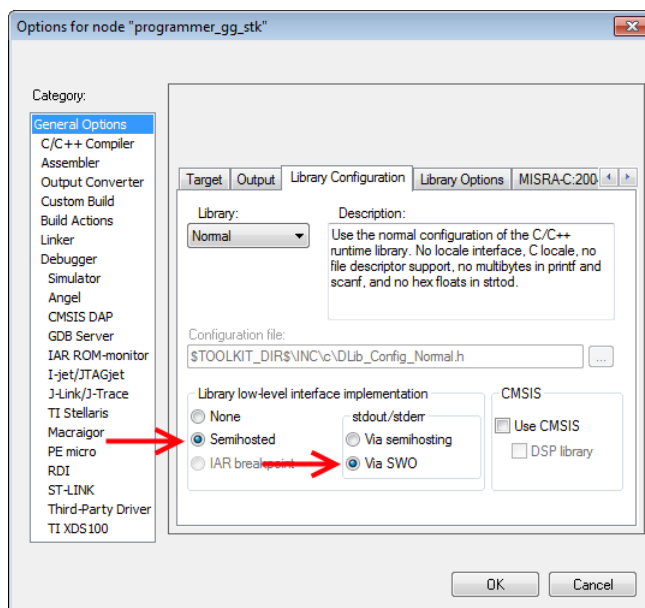 Options for node "programmer_gg_stk"
Category:
General Options
C/C++ Compiler
Assembler
Output Converter
Custom Build
Build Actions
Linker
Debugger
Simulator
Angel
CMSIS DAP
GDB Server
IAR ROM-monitor
I-jet/JTAGjet
J-Link/J-Trace
TI Stellaris
Macraigor
PE micro
RDI
ST-LINK
Third-Party Driver
TI XDS100
Target
Output
Library Configuration
Library Options
MISRA-C:200
Library:
Normal
Description:
Use the normal configuration of the C/C++
runtime library. No locale interface, C locale, no
file descriptor support, no multibytes in printf and
scanf, and no hex floats in strtod.
Configuration file:
$TOOLKIT_DIR$\INC\c\DLib_Config_Normal.h
...
Library low-level interface implementation
None
Semihosted
IAR breakpoint
stdout/stderr
Via semihosting
Via SWO
CMSIS
Use CMSIS
DSP library
OK
Cancel